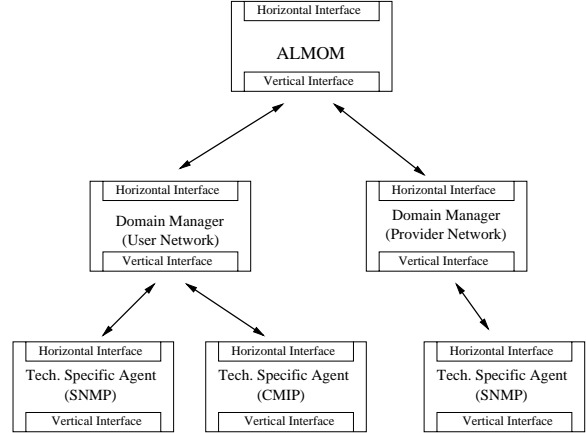 Horizontal Interface
ALMOM
Vertical Interface
Horizontal Interface
Domain Manager
(User Network)
Vertical Interface
Horizontal Interface
Domain Manager
(Provider Network)
Vertical Interface
Horizontal Interface
Tech. Specific Agent
(SNMP)
Vertical Interface
Horizontal Interface
Tech. Specific Agent
(CMIP)
Vertical Interface
Horizontal Interface
Tech. Specific Agent
(SNMP)
Vertical Interface